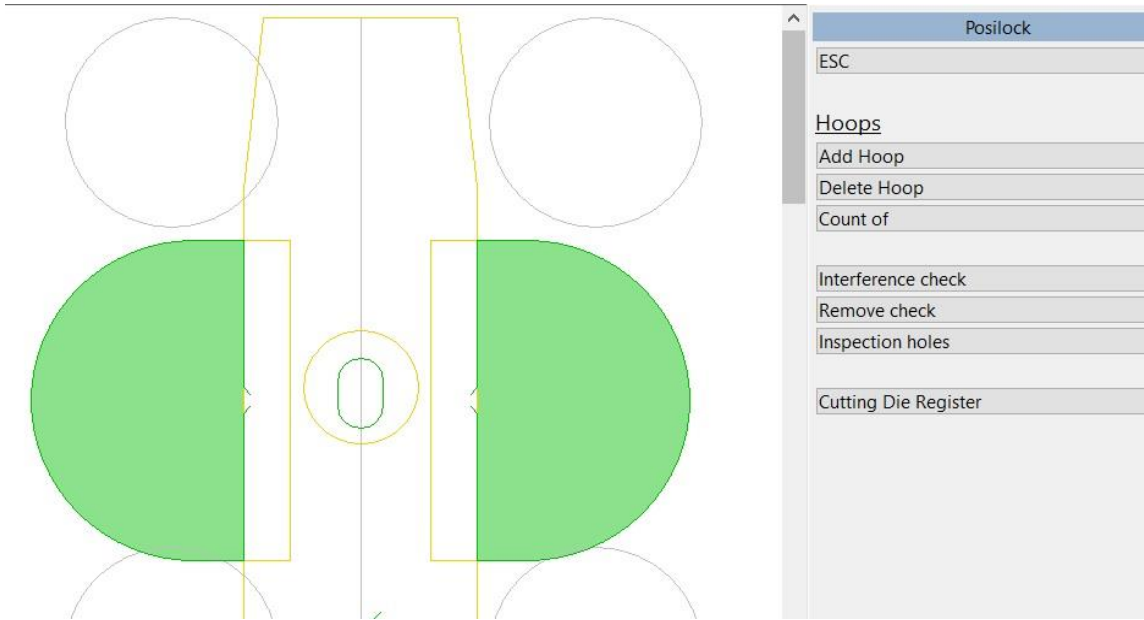 Posilock
ESC
Hoops
Add Hoop
Delete Hoop
Count of
Interference check
Remove check
Inspection holes
Cutting Die Register